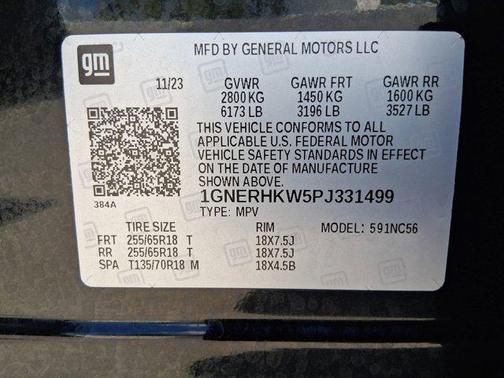 gm
MFD BY GENERAL MOTORS LLC
11/23 GVWR GAWR FRT GAWR RR
2800 KG 1450 KG 1600 KG
6173 LB 3196 LB 3527 LB
THIS VEHICLE CONFORMS TO ALL
APPLICABLE U.S. FEDERAL MOTOR
VEHICLE SAFETY STANDARDS IN EFFECT
ON THE DATE OF MANUFACTURE
SHOWN ABOVE.
384A
1GNERHKW5PJ331499
TYPE: MPV MODEL: 591NC56
TIRE SIZE RIM
FRT 255/65R18 T 18X7.5J
RR 255/65R18 T 18X7.5J
SPA T135/70R18 M 18X4.5B